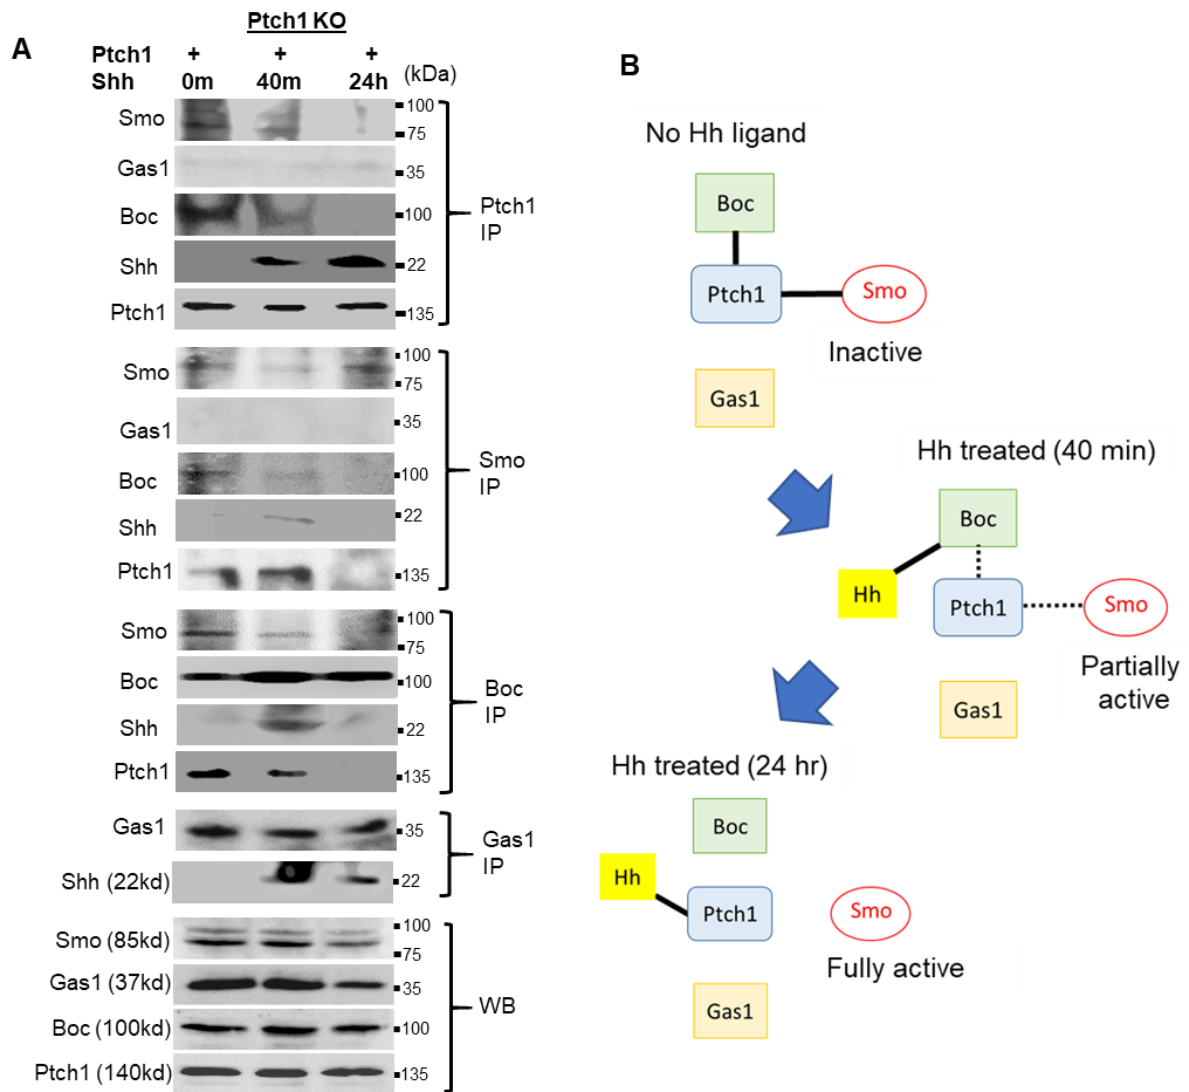 A
Ptch1 KO
Ptch1 + + +
Shh 0m 40m 24h (kDa)
Smo 100
75
Gas1 35
Boc 100
Shh 22
Ptch1 135
Ptch1
IP
Smo 100
75
Gas1 35
Boc 100
Shh 22
Ptch1 135
Smo
IP
Smo 100
75
Boc 100
Shh 22
Ptch1 135
Boc
IP
Gas1 35
Shh (22kd) 22
Gas1
IP
Smo (85kd) 100
75
Gas1 (37kd) 35
Boc (100kd) 100
Ptch1 (140kd) 135
WB
B
No Hh ligand
Boc
Ptch1 Smo
Inactive
Gas1
Hh treated (40 min)
Boc
Hh
Ptch1 Smo
Partially
active
Gas1
Hh treated (24 hr)
Boc
Hh
Ptch1 Smo
Fully active
Gas1